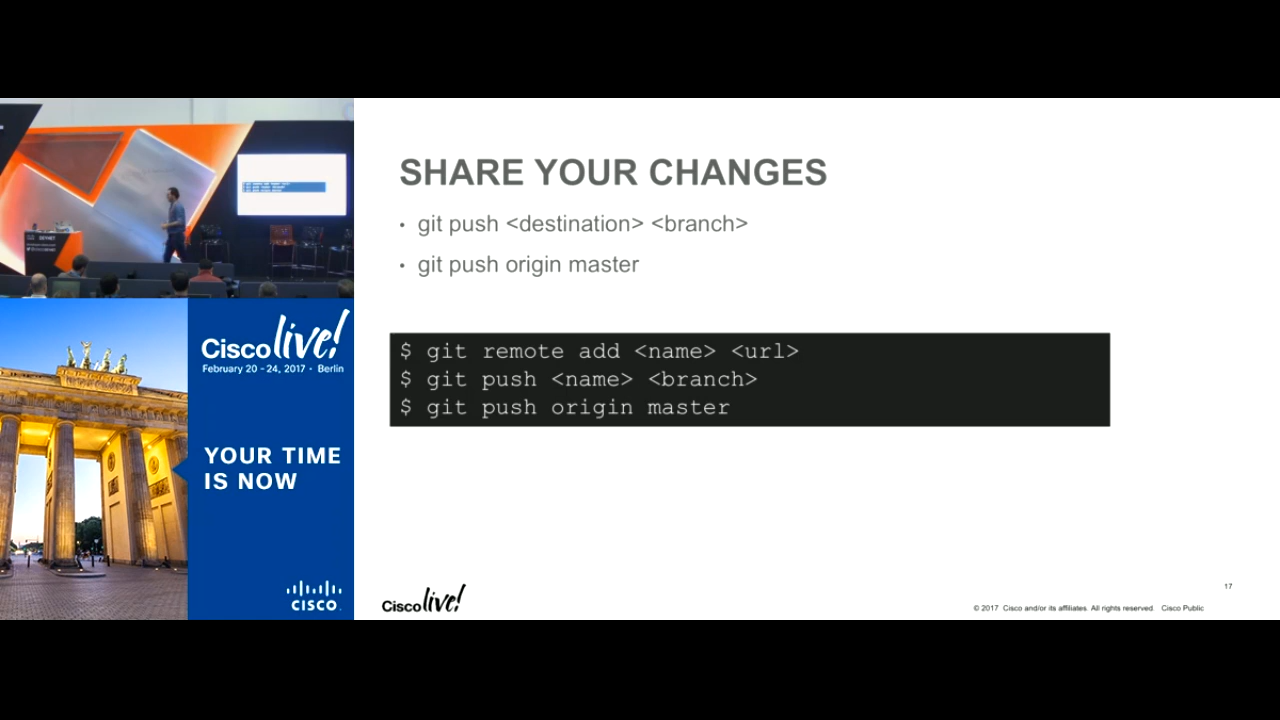 SHARE YOUR CHANGES
• git push <destination> <branch>
• git push origin master
$ git remote add <name> <url>
$ git push <name> <branch>
$ git push origin master
Cisco live!
February 20 - 24, 2017 • Berlin
YOUR TIME
IS NOW
CISCO.
Cisco live!
17
© 2017 Cisco and/or its affiliates. All rights reserved. Cisco Public